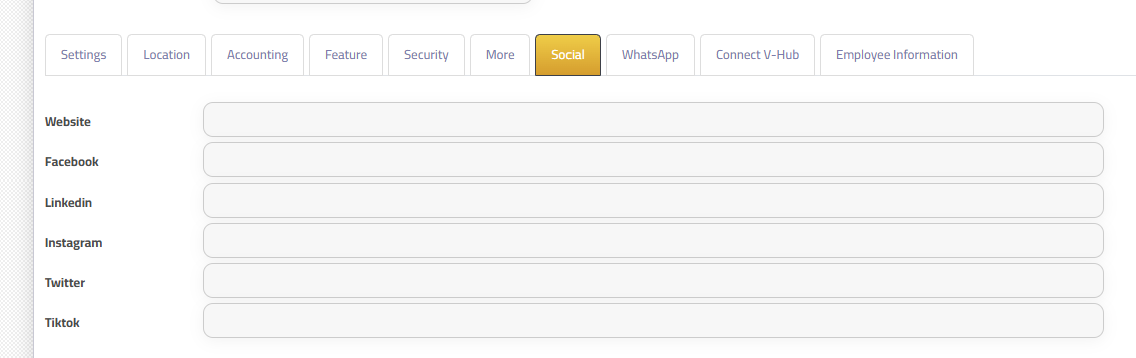 Settings Location Accounting Feature Security More Social WhatsApp Connect V-Hub Employee Information
Website
Facebook
Linkedin
Instagram
Twitter
Tiktok